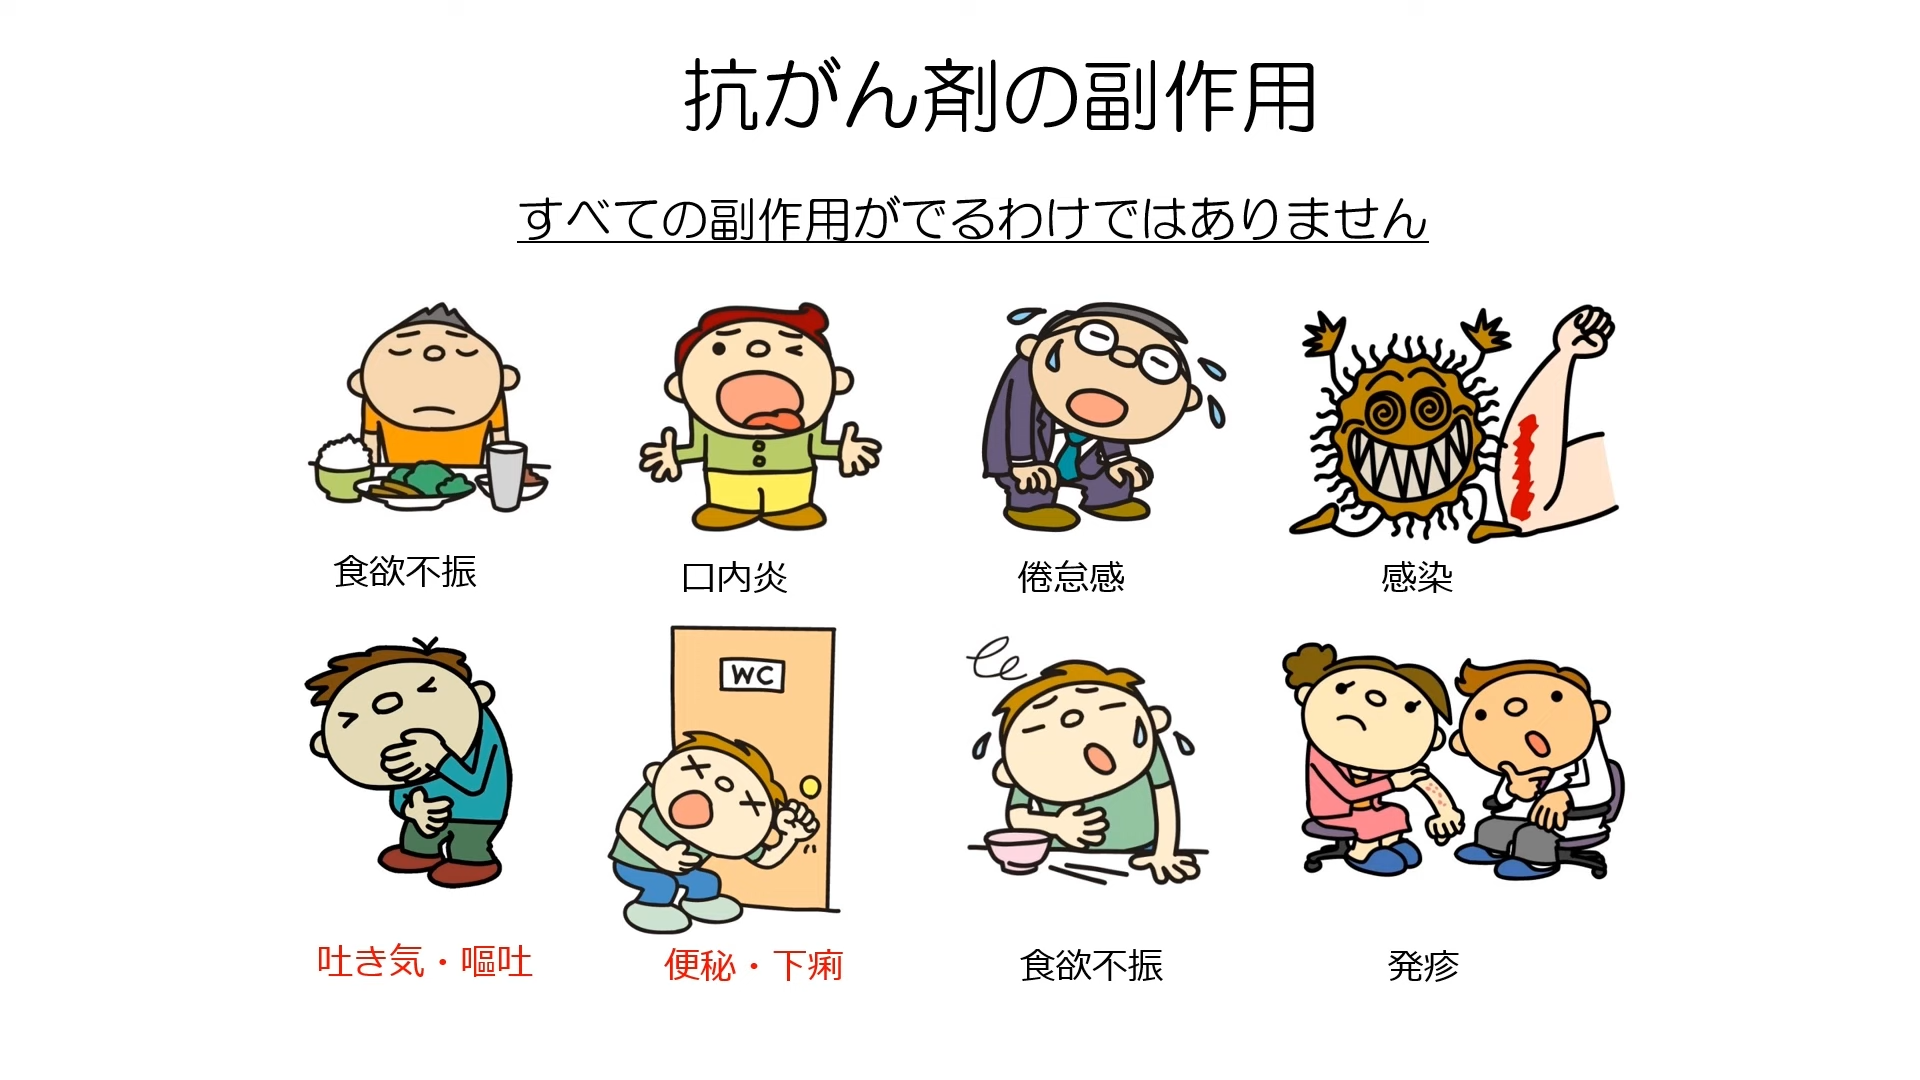 抗がん剤の副作用
すべての副作用がでるわけではありません
食欲不振
口内炎
倦怠感
感染
WC
吐き気・嘔吐
便秘・下痢
食欲不振
発疹